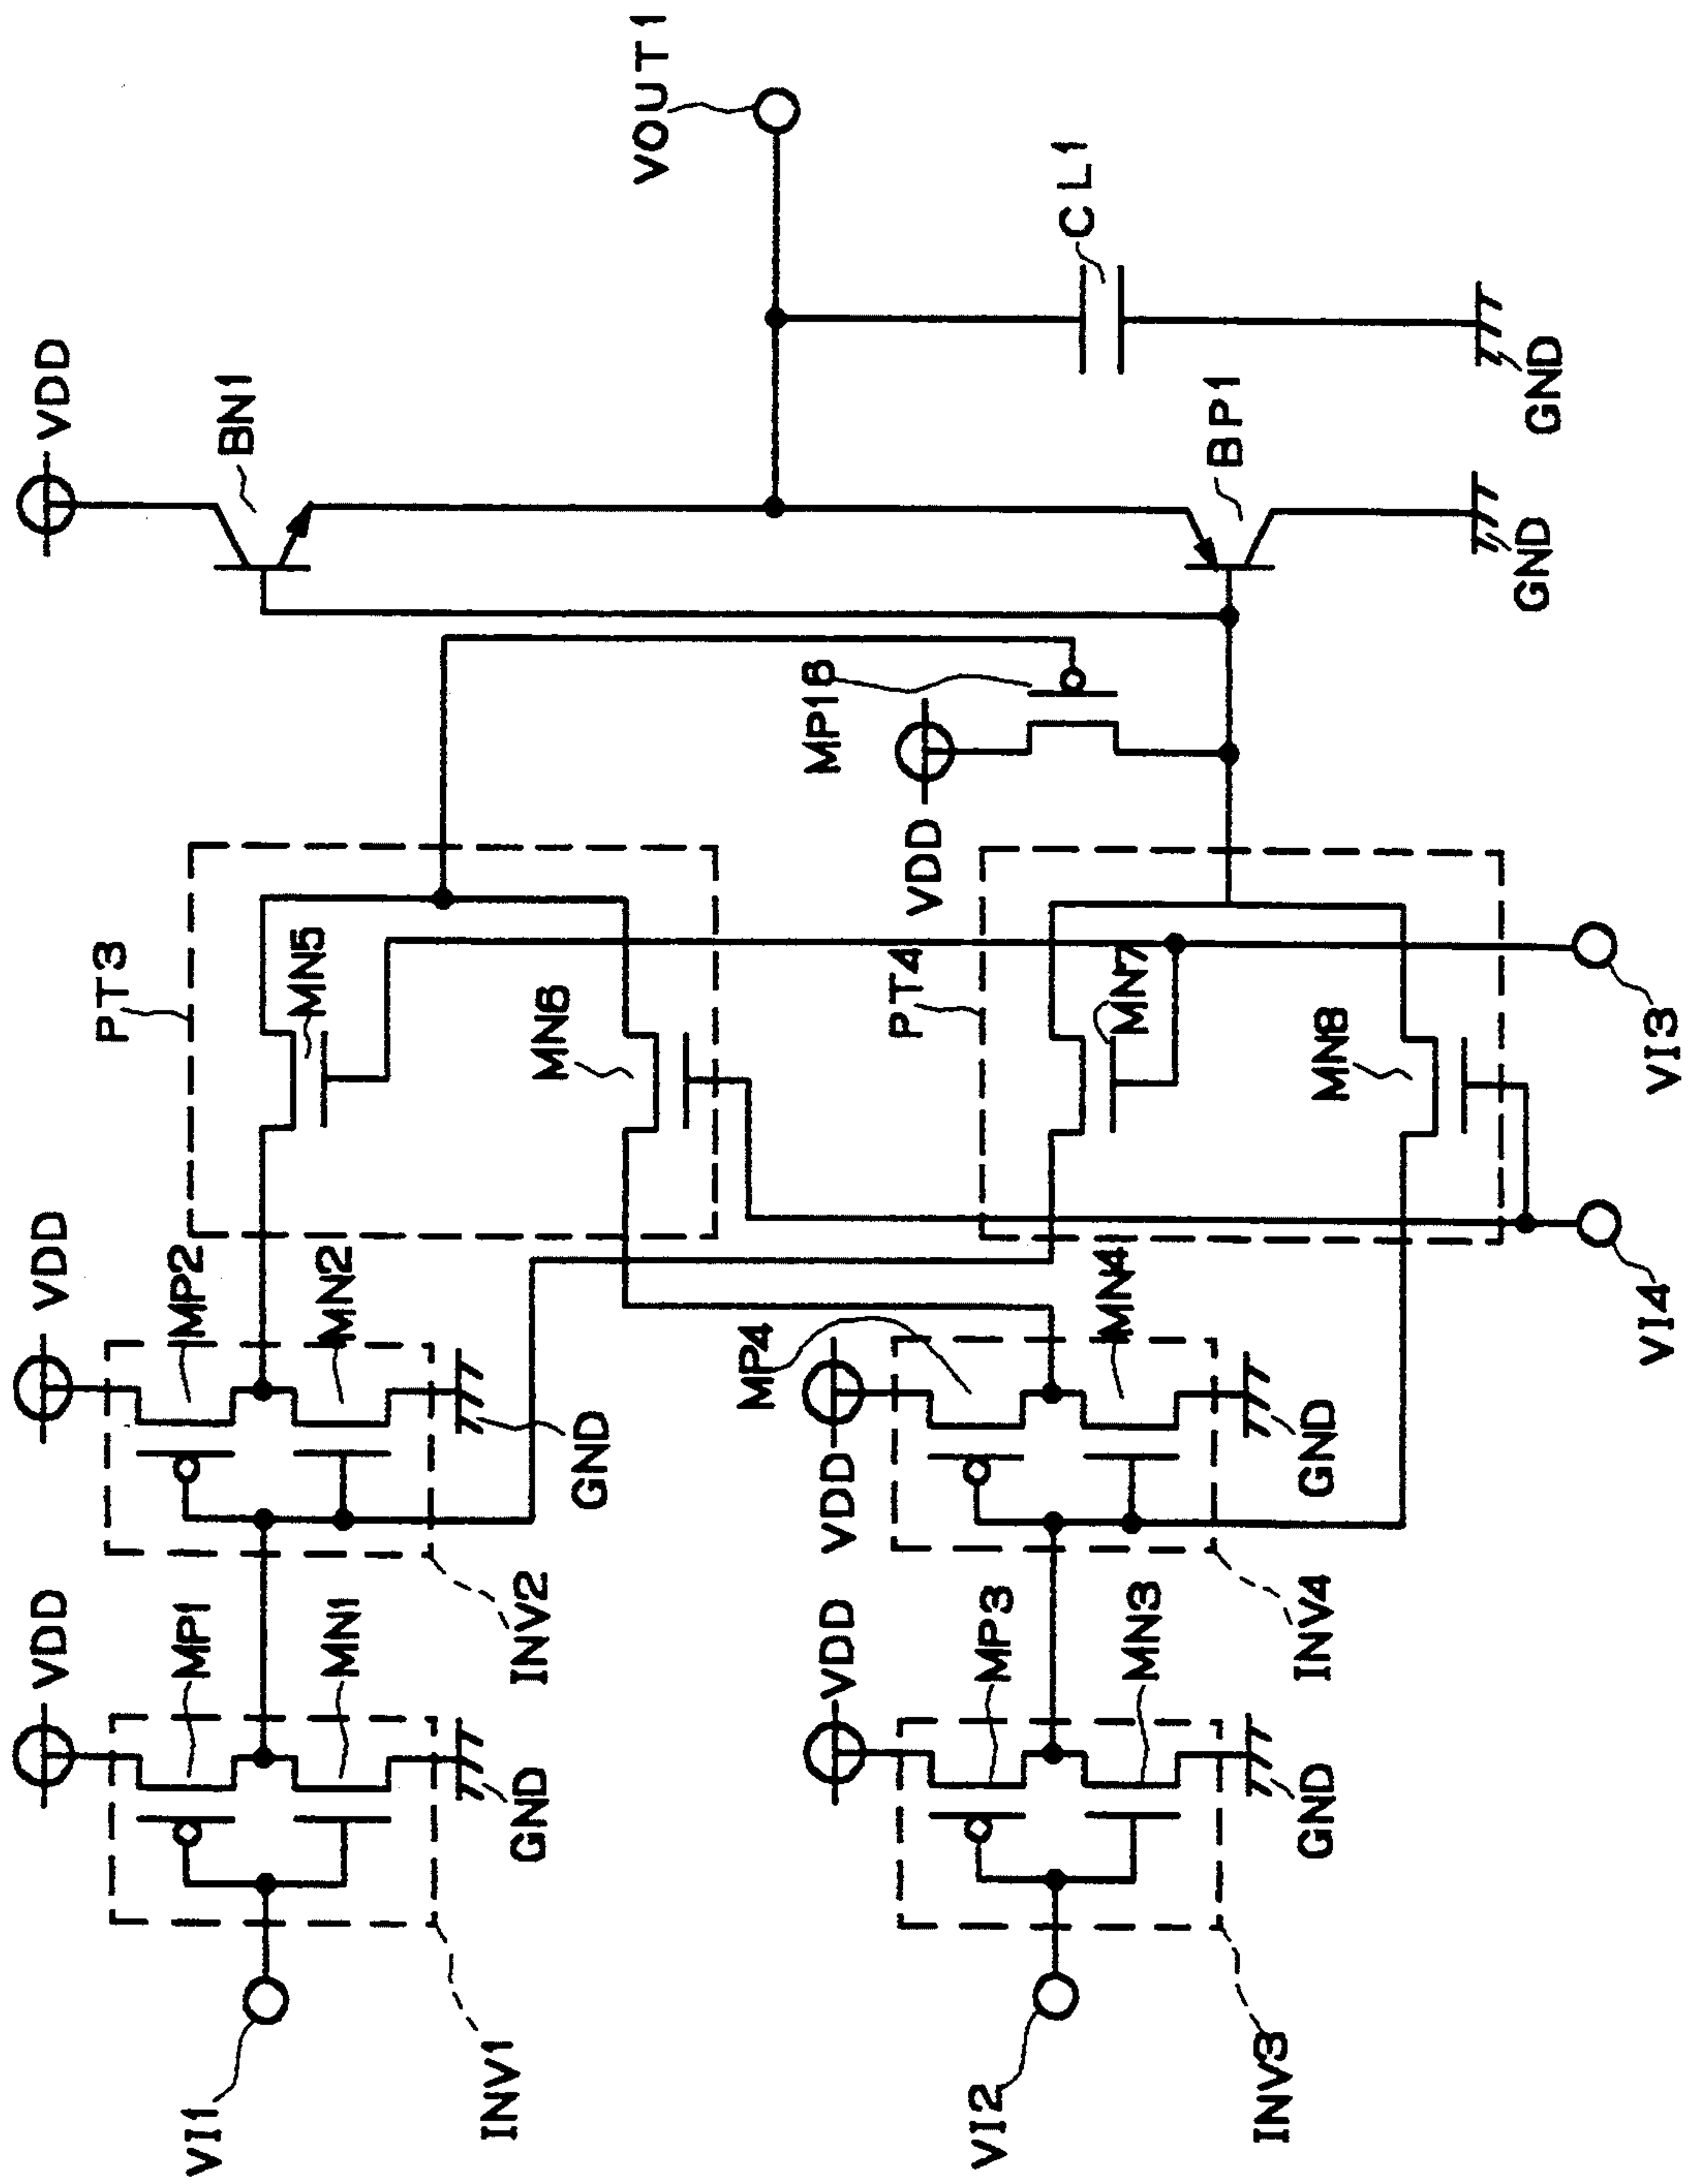 VDD
VDD
VDD
PT3
VI1
MP1
MP2
BN1
MN5
MN1
MN2
INV1
GND
INV2
GND
MN6
VOUT1
MP4
MP18
VDD
VDD
VDD
PT4
VI2
MP3
CL1
MN4
MN7
MN3
BP1
INV3
GND
INV4
GND
MN8
GND
GND
VI4
VI3